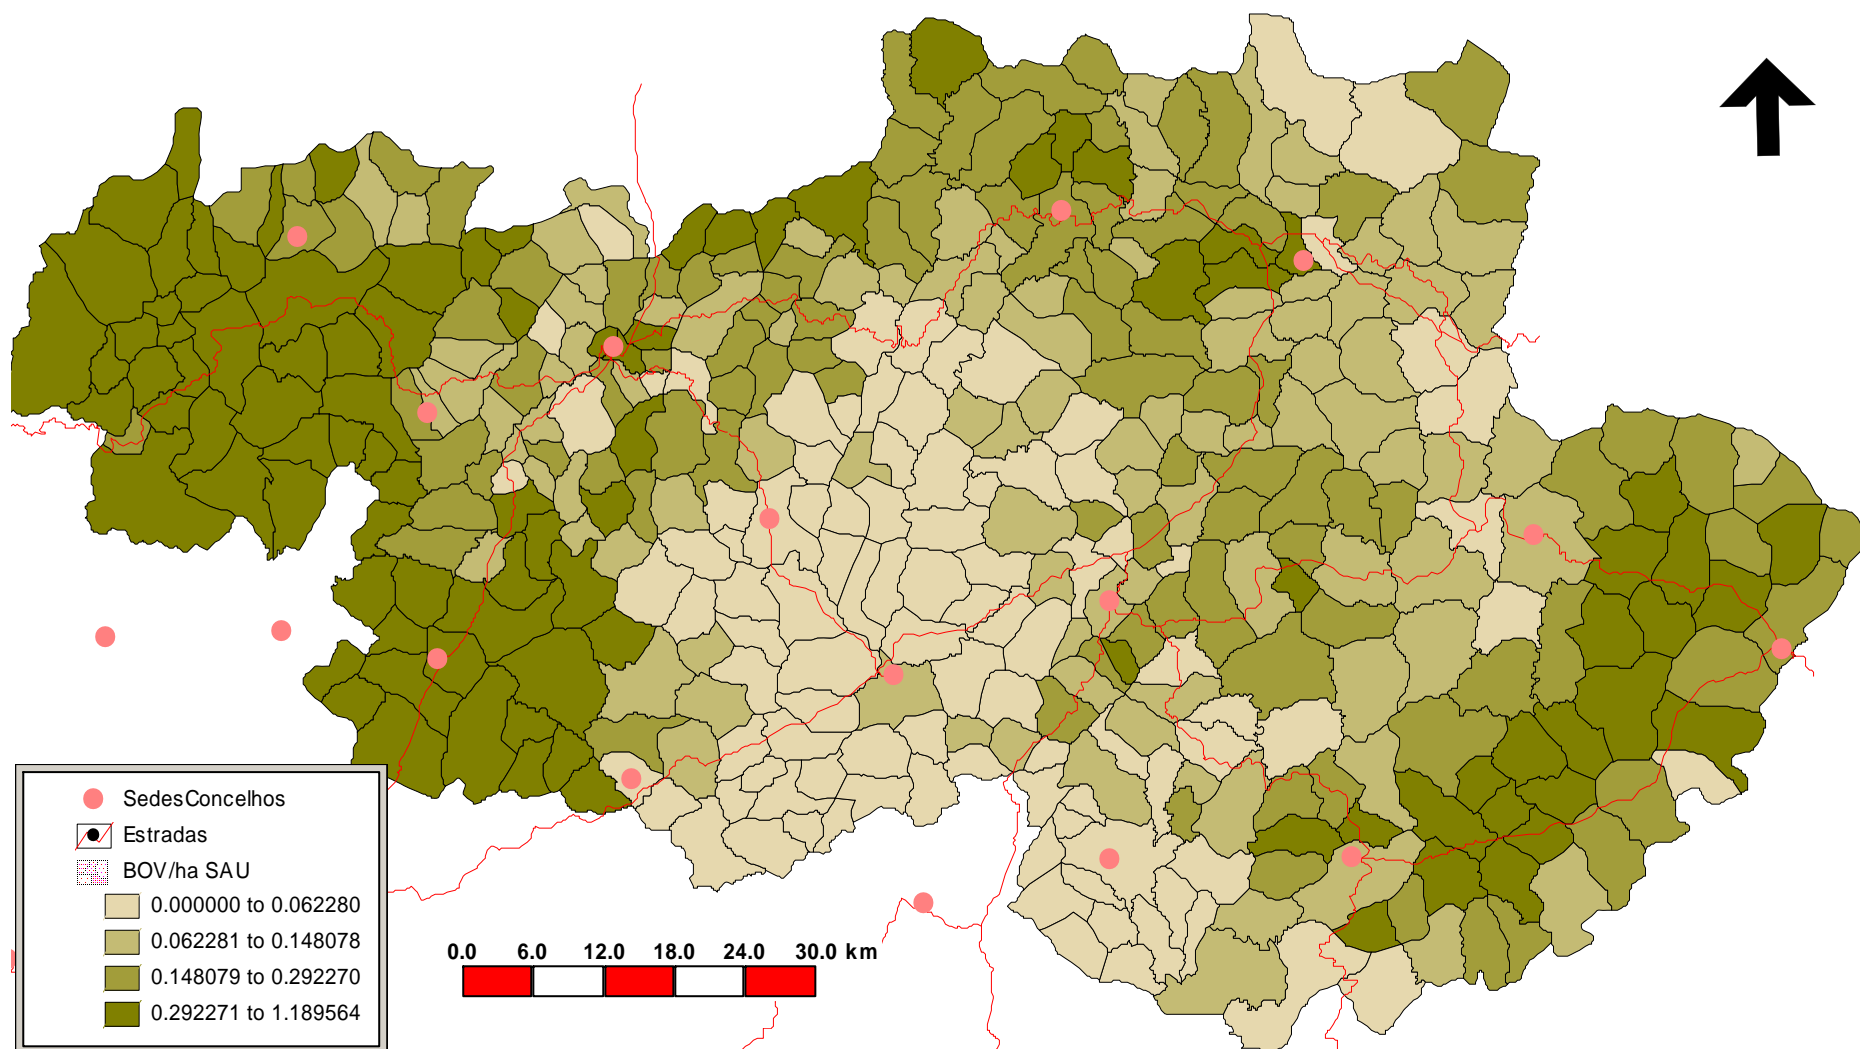 SedesConcelhos
Estradas
BOV/ha SAU
0.000000 to 0.062280
0.062281 to 0.148078
0.148079 to 0.292270
0.292271 to 1.189564
0.0 6.0 12.0 18.0 24.0 30.0 km